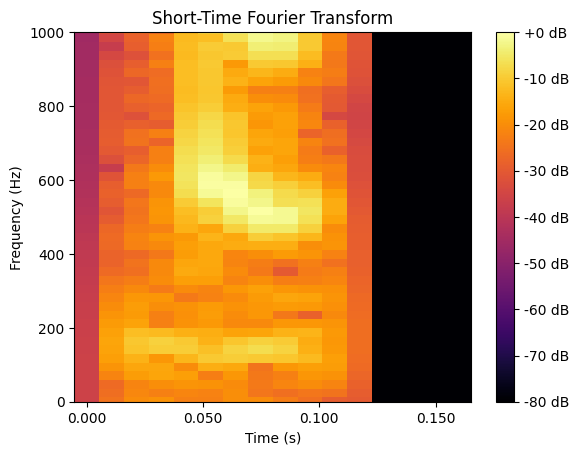 Short-Time Fourier Transform
1000
800
600
400
200
0
Frequency (Hz)
0.000
0.050
0.100
0.150
Time (s)
+0 dB
-10 dB
-20 dB
-30 dB
-40 dB
-50 dB
-60 dB
-70 dB
-80 dB